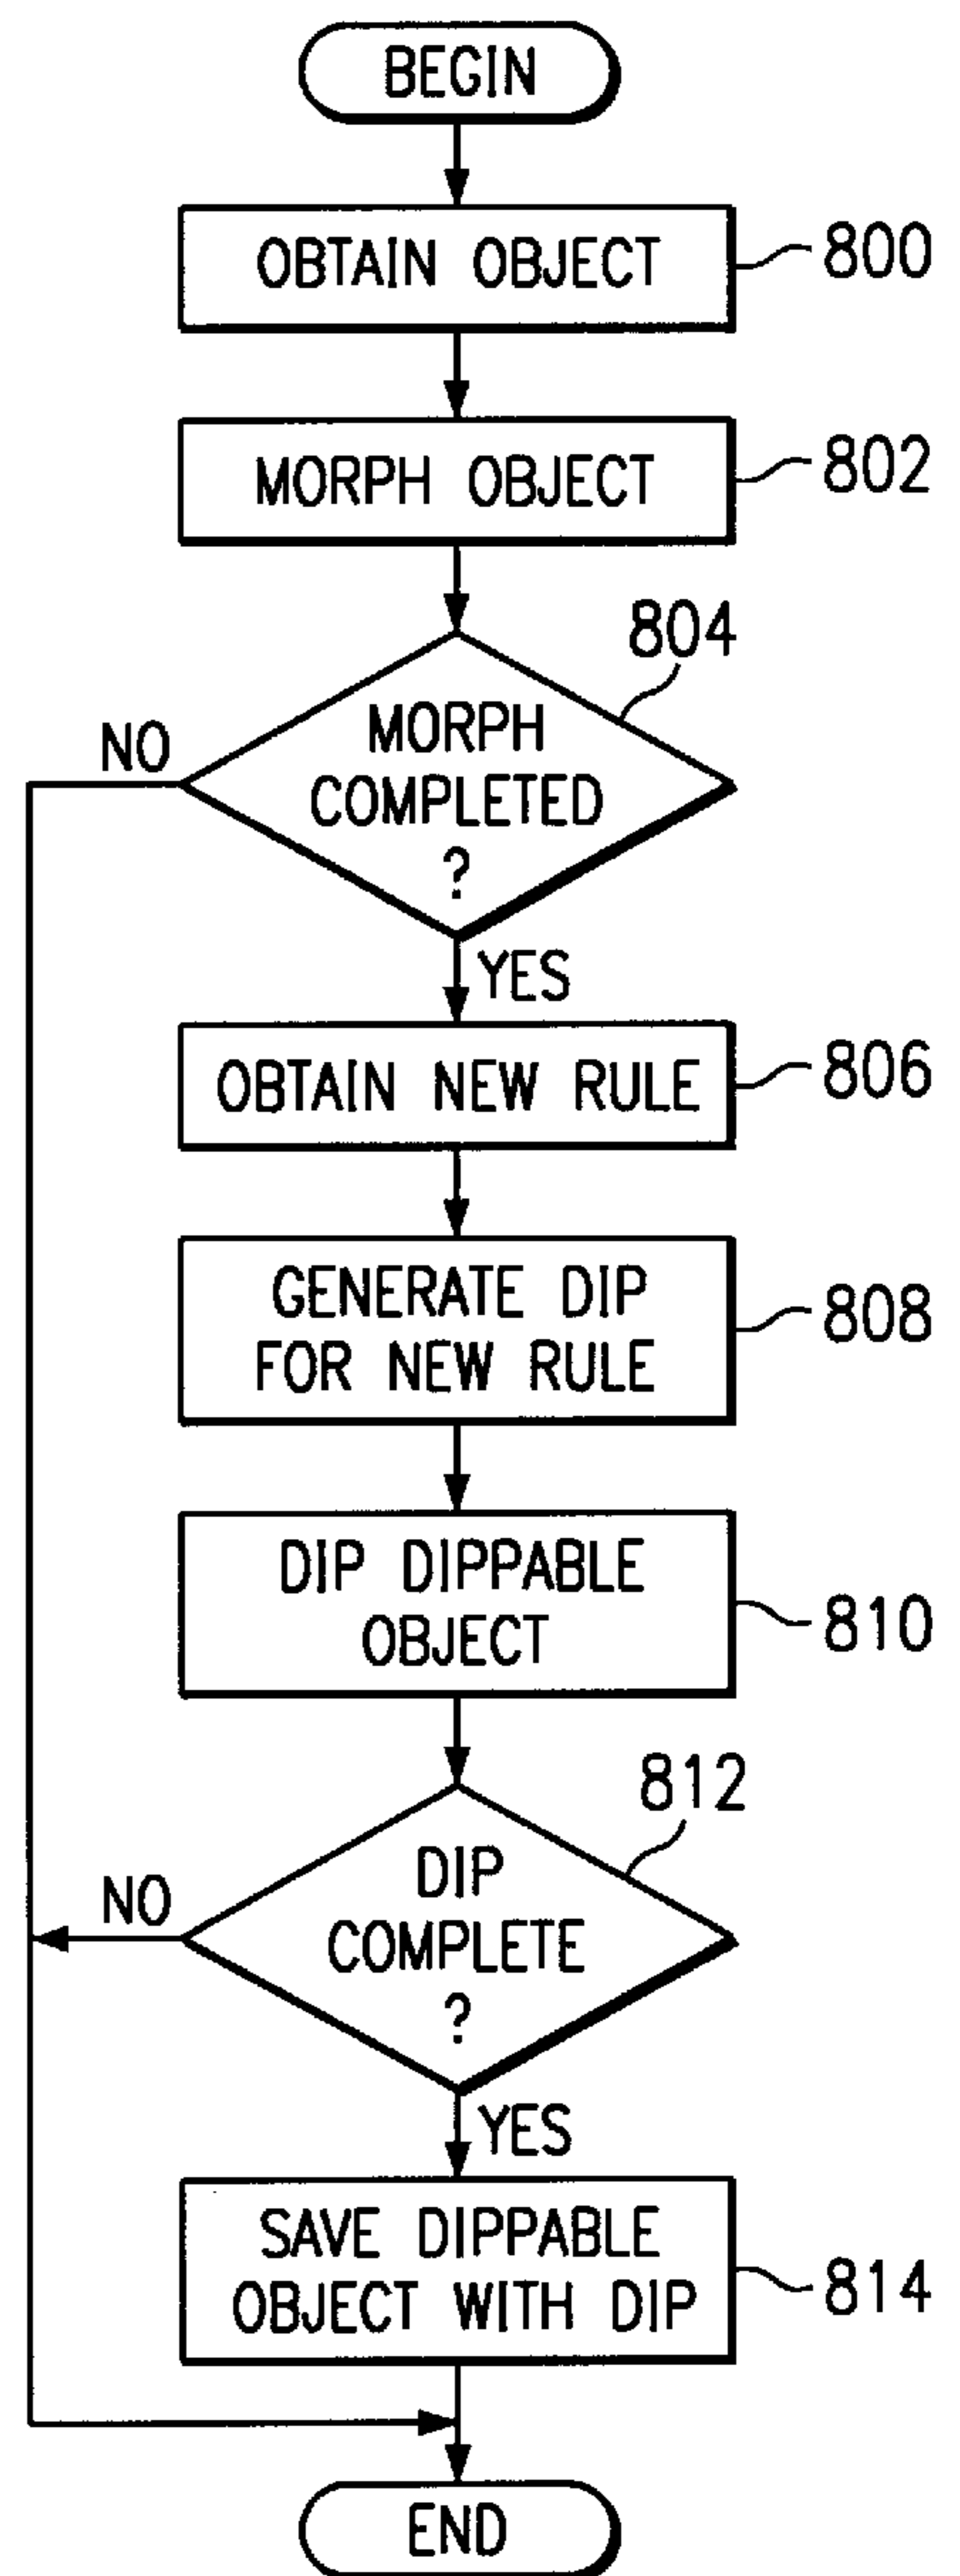 BEGIN
OBTAIN OBJECT
800
MORPH OBJECT
802
804
MORPH
COMPLETED
?
NO
YES
OBTAIN NEW RULE
806
GENERATE DIP
FOR NEW RULE
808
DIP DIPPABLE
OBJECT
810
812
DIP
COMPLETE
?
NO
YES
SAVE DIPPABLE
OBJECT WITH DIP
814
END